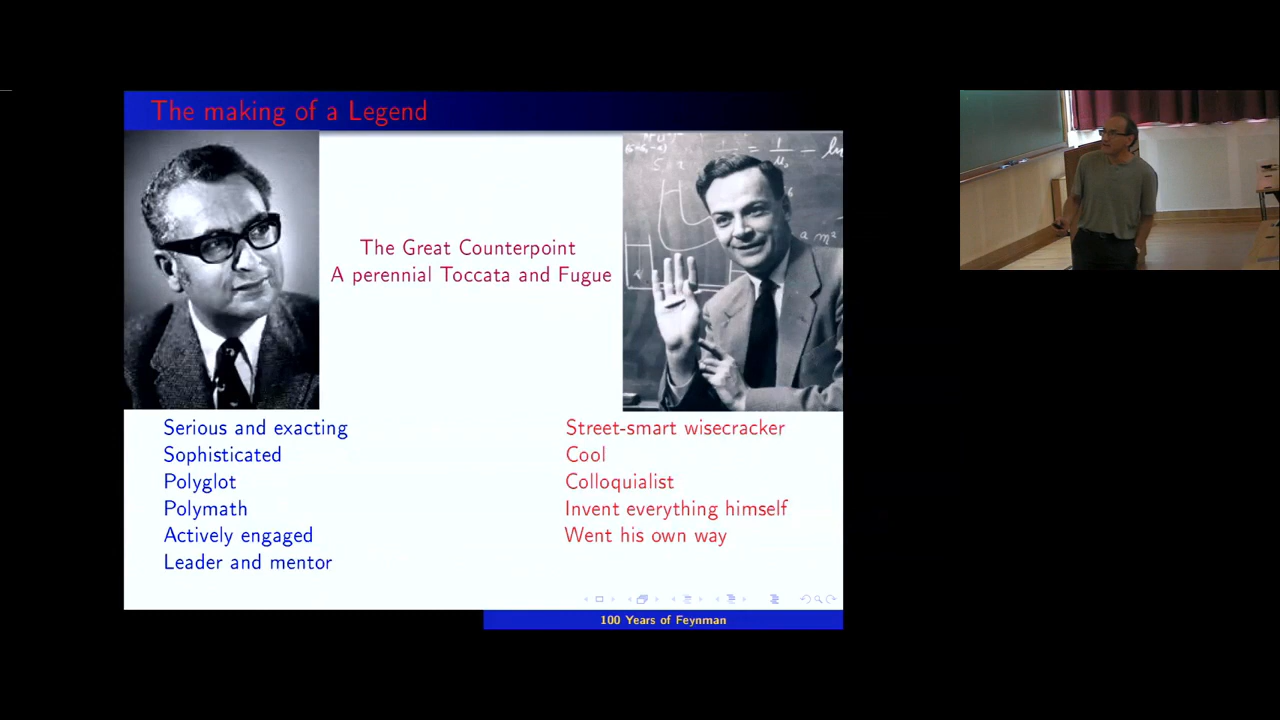 The making of a Legend
The Great Counterpoint
A perennial Toccata and Fugue
Serious and exacting
Sophisticated
Polyglot
Polymath
Actively engaged
Leader and mentor
Street-smart wisecracker
Cool
Colloquialist
Invent everything himself
Went his own way
100 Years of Feynman